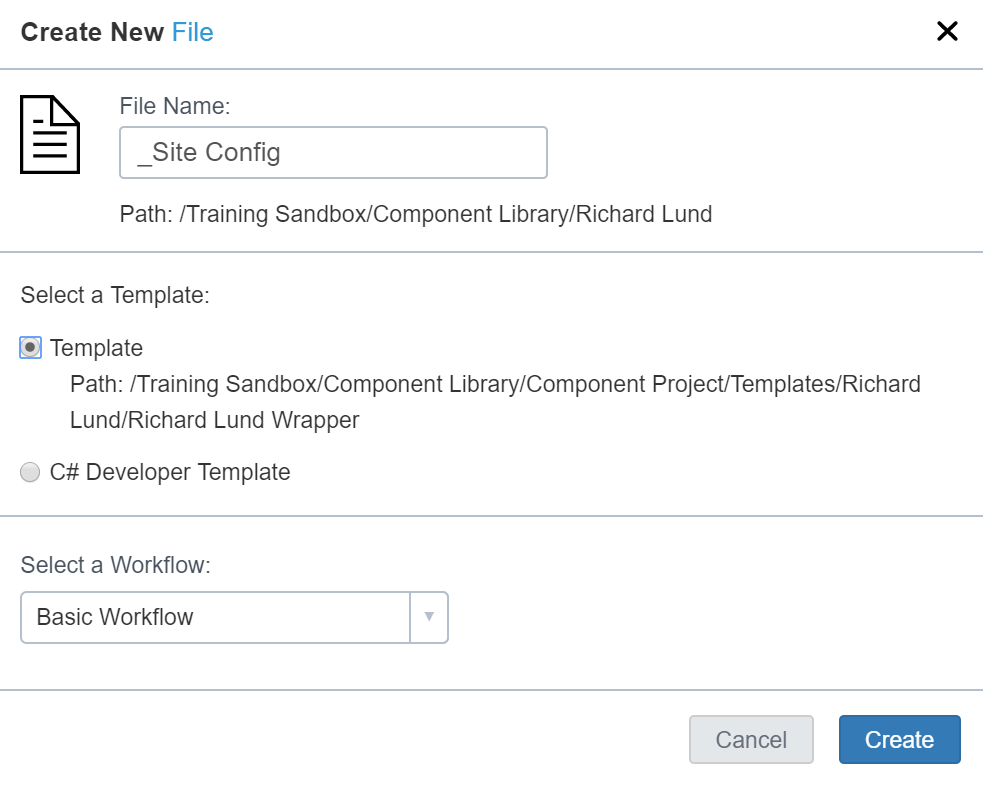 Create New File
File Name:
_Site Config
Path: /Training Sandbox/Component Library/Richard Lund
Select a Template:
Template
Path: /Training Sandbox/Component Library/Component Project/Templates/Richard
Lund/Richard Lund Wrapper
C# Developer Template
Select a Workflow:
Basic Workflow
Cancel
Create